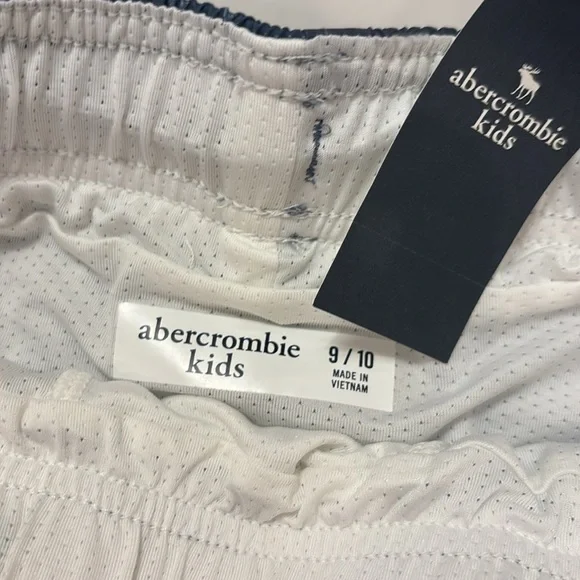 abercrombie
kids
abercrombie
kids
9 / 10
MADE IN
VIETNAM